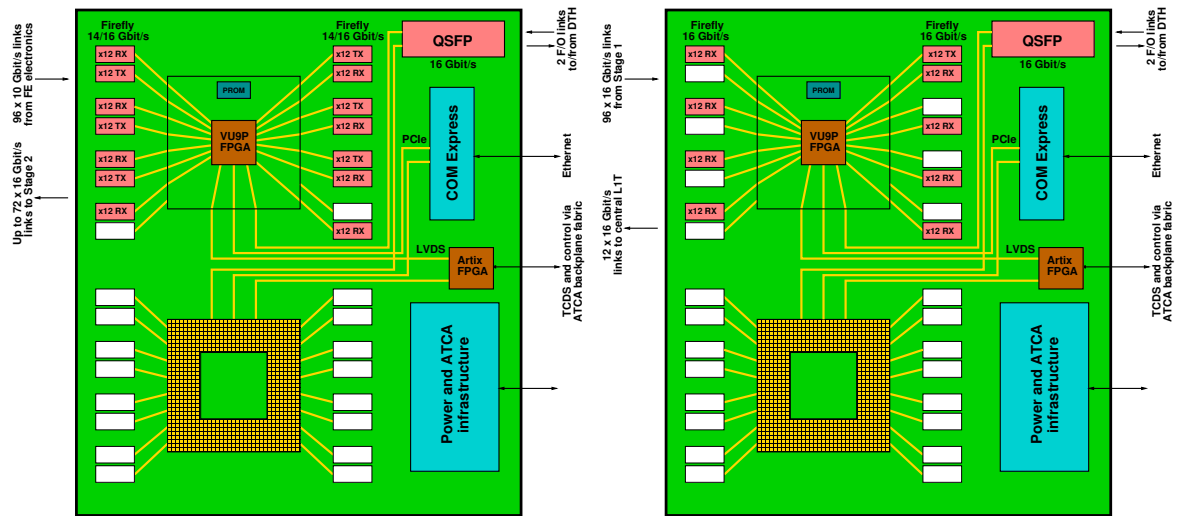 96 x 10 Gbit/s links
from FE electronics
Up to 72 x 16 Gbit/s
links to Stage 2
Firefly
14/16 Gbit/s
x12 RX
x12 TX
x12 RX
x12 TX
x12 RX
x12 TX
x12 RX
PROM
VU9P
FPGA
Firefly
14/16 Gbit/s
x12 TX
x12 RX
x12 TX
x12 RX
x12 TX
x12 RX
x12 RX
QSFP
16 Gbit/s
PCIe
COM Express
LVDS
Artix
FPGA
Power and ATCA
infrastructure
2 F/O links
to/from DTH
Ethernet
TCDS and control via
ATCA backplane fabric
96 x 16 Gbit/s links
from Stage 1
12 x 16 Gbit/s
links to central L1T
Firefly
16 Gbit/s
x12 RX
x12 RX
x12 RX
x12 RX
PROM
VU9P
FPGA
Firefly
16 Gbit/s
x12 TX
x12 RX
x12 RX
x12 RX
x12 RX
QSFP
16 Gbit/s
PCIe
COM Express
LVDS
Artix
FPGA
Power and ATCA
infrastructure
2 F/O links
to/from DTH
Ethernet
TCDS and control via
ATCA backplane fabric